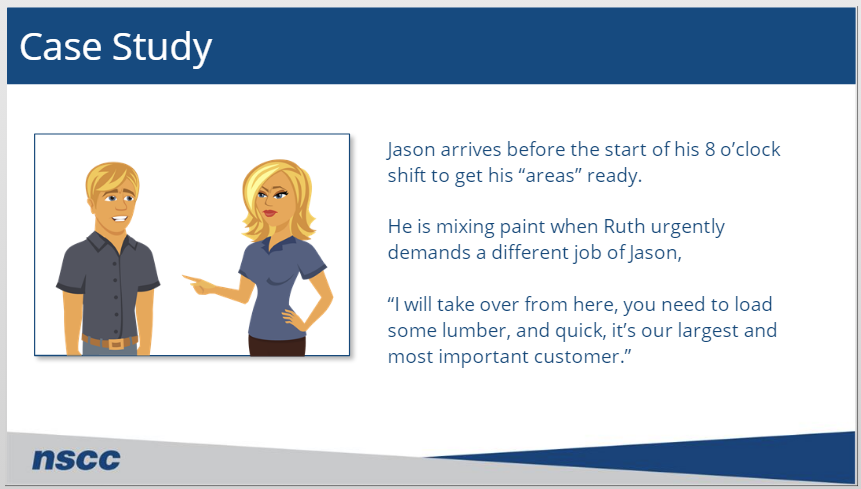 Case Study
Jason arrives before the start of his 8 o’clock
shift to get his “areas” ready.
He is mixing paint when Ruth urgently
demands a different job of Jason,
“I will take over from here, you need to load
some lumber, and quick, it’s our largest and
most important customer.”
nscc